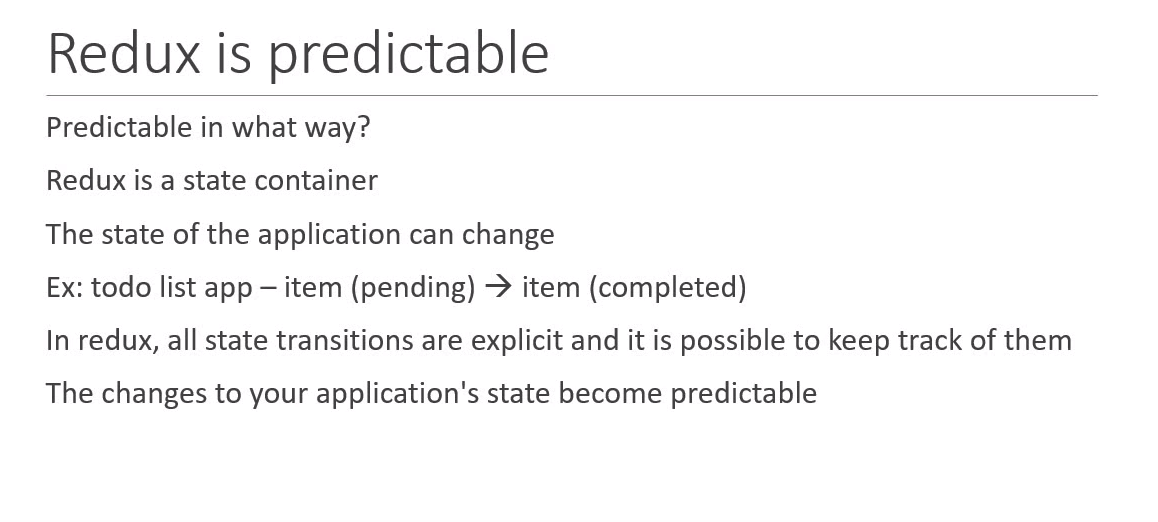 Redux is predictable
Predictable in what way?
Redux is a state container
The state of the application can change
Ex: todo list app – item (pending) → item (completed)
In redux, all state transitions are explicit and it is possible to keep track of them
The changes to your application's state become predictable